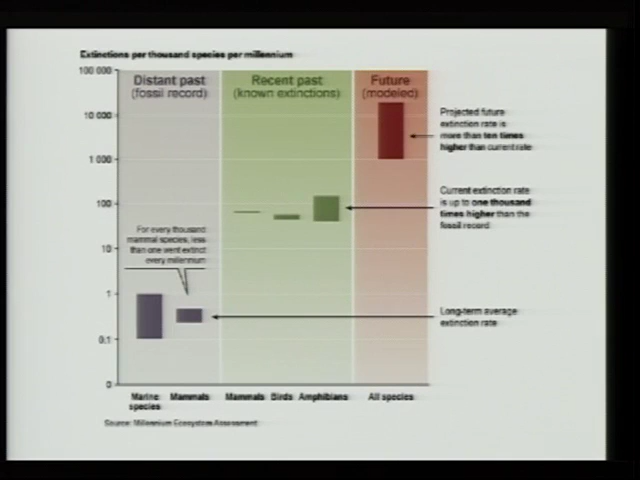 Extinctions per thousand species per millennium
100 000
10 000
1 000
100
10
1
0.1
0
Distant past
(fossil record)
Recent past
(known extinctions)
Future
(modeled)
For every thousand
mammal species, less
than one went extinct
every millennium
Projected future
extinction rate is
more than ten times
higher than current rate
Current extinction rate
is up to one thousand
times higher than the
fossil record
Long-term average
extinction rate
Marine
species
Mammals
Mammals
Birds
Amphibians
All species
Source: Millennium Ecosystem Assessment